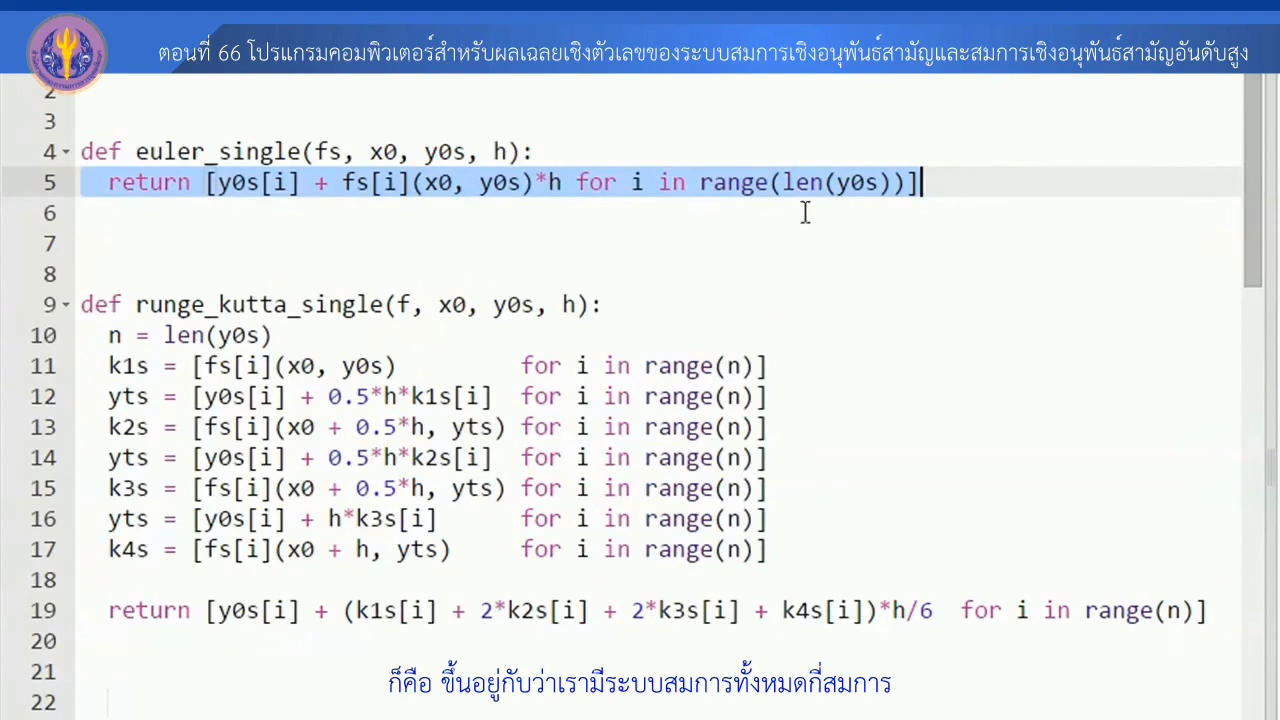 ตอนที่ 66 โปรแกรมคอมพิวเตอร์สำหรับผลเฉลยเชิงตัวเลขของระบบสมการเชิงอนุพันธ์สามัญและสมการเชิงอนุพันธ์สามัญอันดับสูง
2
3
4 def euler_single(fs, x0, y0s, h):
5   return [y0s[i] + fs[i](x0, y0s)*h for i in range(len(y0s))]
6
7
8
9 def runge_kutta_single(f, x0, y0s, h):
10   n = len(y0s)
11   k1s = [fs[i](x0, y0s)         for i in range(n)]
12   yts = [y0s[i] + 0.5*h*k1s[i]  for i in range(n)]
13   k2s = [fs[i](x0 + 0.5*h, yts) for i in range(n)]
14   yts = [y0s[i] + 0.5*h*k2s[i]  for i in range(n)]
15   k3s = [fs[i](x0 + 0.5*h, yts) for i in range(n)]
16   yts = [y0s[i] + h*k3s[i]      for i in range(n)]
17   k4s = [fs[i](x0 + h, yts)     for i in range(n)]
18
19   return [y0s[i] + (k1s[i] + 2*k2s[i] + 2*k3s[i] + k4s[i])*h/6  for i in range(n)]
20
21
22
ก็คือ ขึ้นอยู่กับว่าเรามีระบบสมการทั้งหมดกี่สมการ